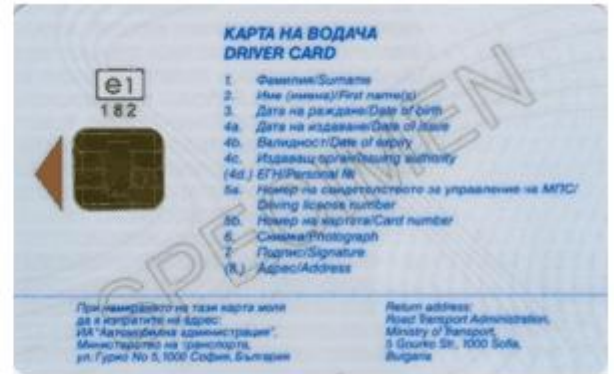 КАРТА НА ВОДАЧА
DRIVER CARD
e1
182
1. Фамилия/Surname
2. Име (имена)/First name(s)
3. Дата на раждане/Date of birth
4a. Дата на издаване/Date of issue
4b. Валидност/Date of expiry
4c. Издаващ орган/Issuing authority
(4d.) ЕГН/Personal №
5a. Номер на свидетелството за управление на МПС/
Driving license number
5b. Номер на картата/Card number
6. Снимка/Photograph
7. Подпис/Signature
(8.) Адрес/Address
SPECIMEN
При намирането на тази карта моля
да я изпратите на адрес:
ИА "Автомобилна администрация",
Министерство на транспорта,
ул. Гурко No 5, 1000 София, България
Return address:
Road Transport Administration,
Ministry of Transport,
5 Gourko Str., 1000 Sofia,
Bulgaria